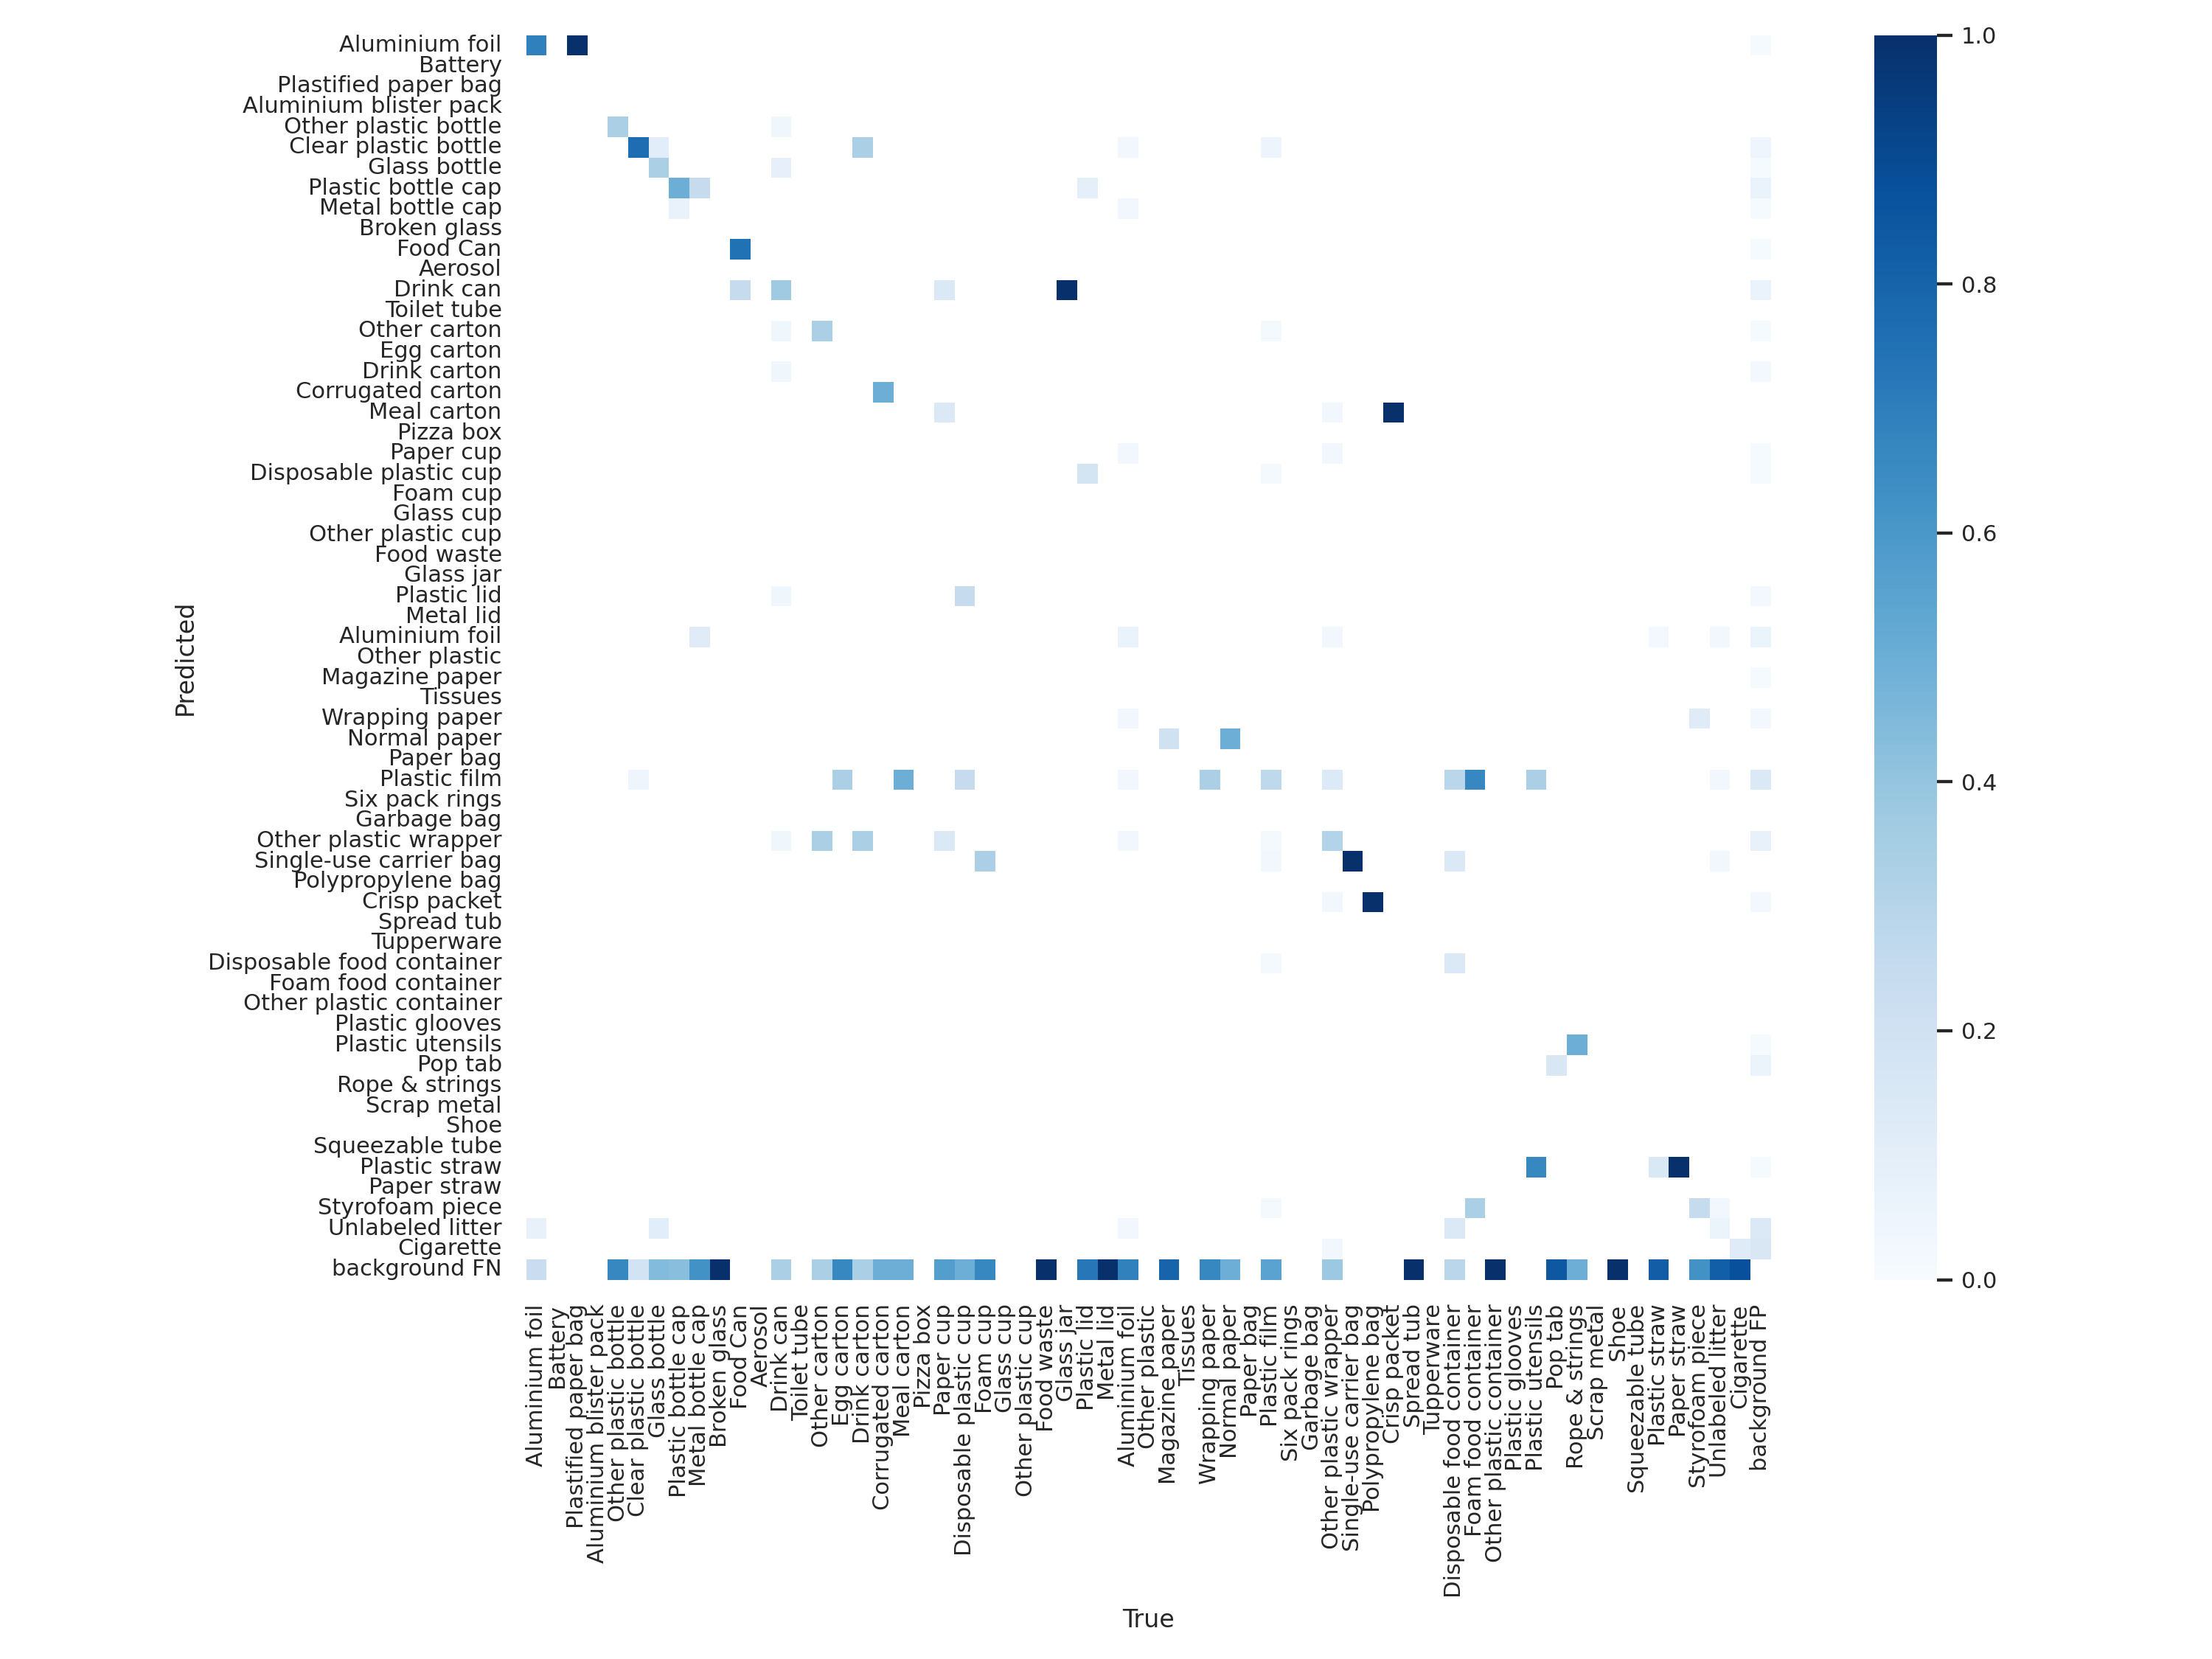 Aluminium foil
Battery
Plastified paper bag
Aluminium blister pack
Other plastic bottle
Clear plastic bottle
Glass bottle
Plastic bottle cap
Metal bottle cap
Broken glass
Food Can
Aerosol
Drink can
Toilet tube
Other carton
Egg carton
Drink carton
Corrugated carton
Meal carton
Pizza box
Paper cup
Disposable plastic cup
Foam cup
Glass cup
Other plastic cup
Food waste
Glass jar
Plastic lid
Metal lid
Aluminium foil
Other plastic
Magazine paper
Tissues
Wrapping paper
Normal paper
Paper bag
Plastic film
Six pack rings
Garbage bag
Other plastic wrapper
Single-use carrier bag
Polypropylene bag
Crisp packet
Spread tub
Tupperware
Disposable food container
Foam food container
Other plastic container
Plastic glooves
Plastic utensils
Pop tab
Rope & strings
Scrap metal
Shoe
Squeezable tube
Plastic straw
Paper straw
Styrofoam piece
Unlabeled litter
Cigarette
background FN
Predicted
Aluminium foil
Battery
Plastified paper bag
Aluminium blister pack
Other plastic bottle
Clear plastic bottle
Glass bottle
Plastic bottle cap
Metal bottle cap
Broken glass
Food Can
Aerosol
Drink can
Toilet tube
Other carton
Egg carton
Drink carton
Corrugated carton
Meal carton
Pizza box
Paper cup
Disposable plastic cup
Foam cup
Glass cup
Other plastic cup
Food waste
Glass jar
Plastic lid
Metal lid
Aluminium foil
Other plastic
Magazine paper
Tissues
Wrapping paper
Normal paper
Paper bag
Plastic film
Six pack rings
Garbage bag
Other plastic wrapper
Single-use carrier bag
Polypropylene bag
Crisp packet
Spread tub
Tupperware
Disposable food container
Foam food container
Other plastic container
Plastic glooves
Plastic utensils
Pop tab
Rope & strings
Scrap metal
Shoe
Squeezable tube
Plastic straw
Paper straw
Styrofoam piece
Unlabeled litter
Cigarette
background FP
True
1.0
0.8
0.6
0.4
0.2
0.0